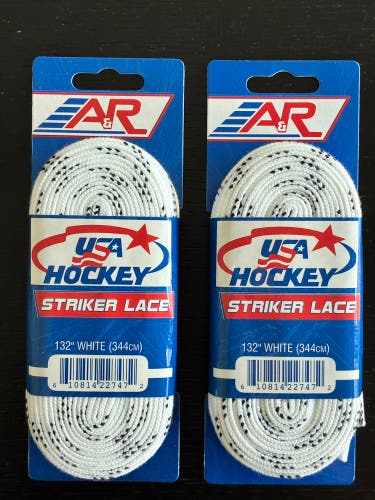 A&R
USA
HOCKEY
STRIKER LACE
132" WHITE (344CM)
6 10814 22747 2
A&R
USA
HOCKEY
STRIKER LACE
132" WHITE (344CM)
6 10814 22747 2